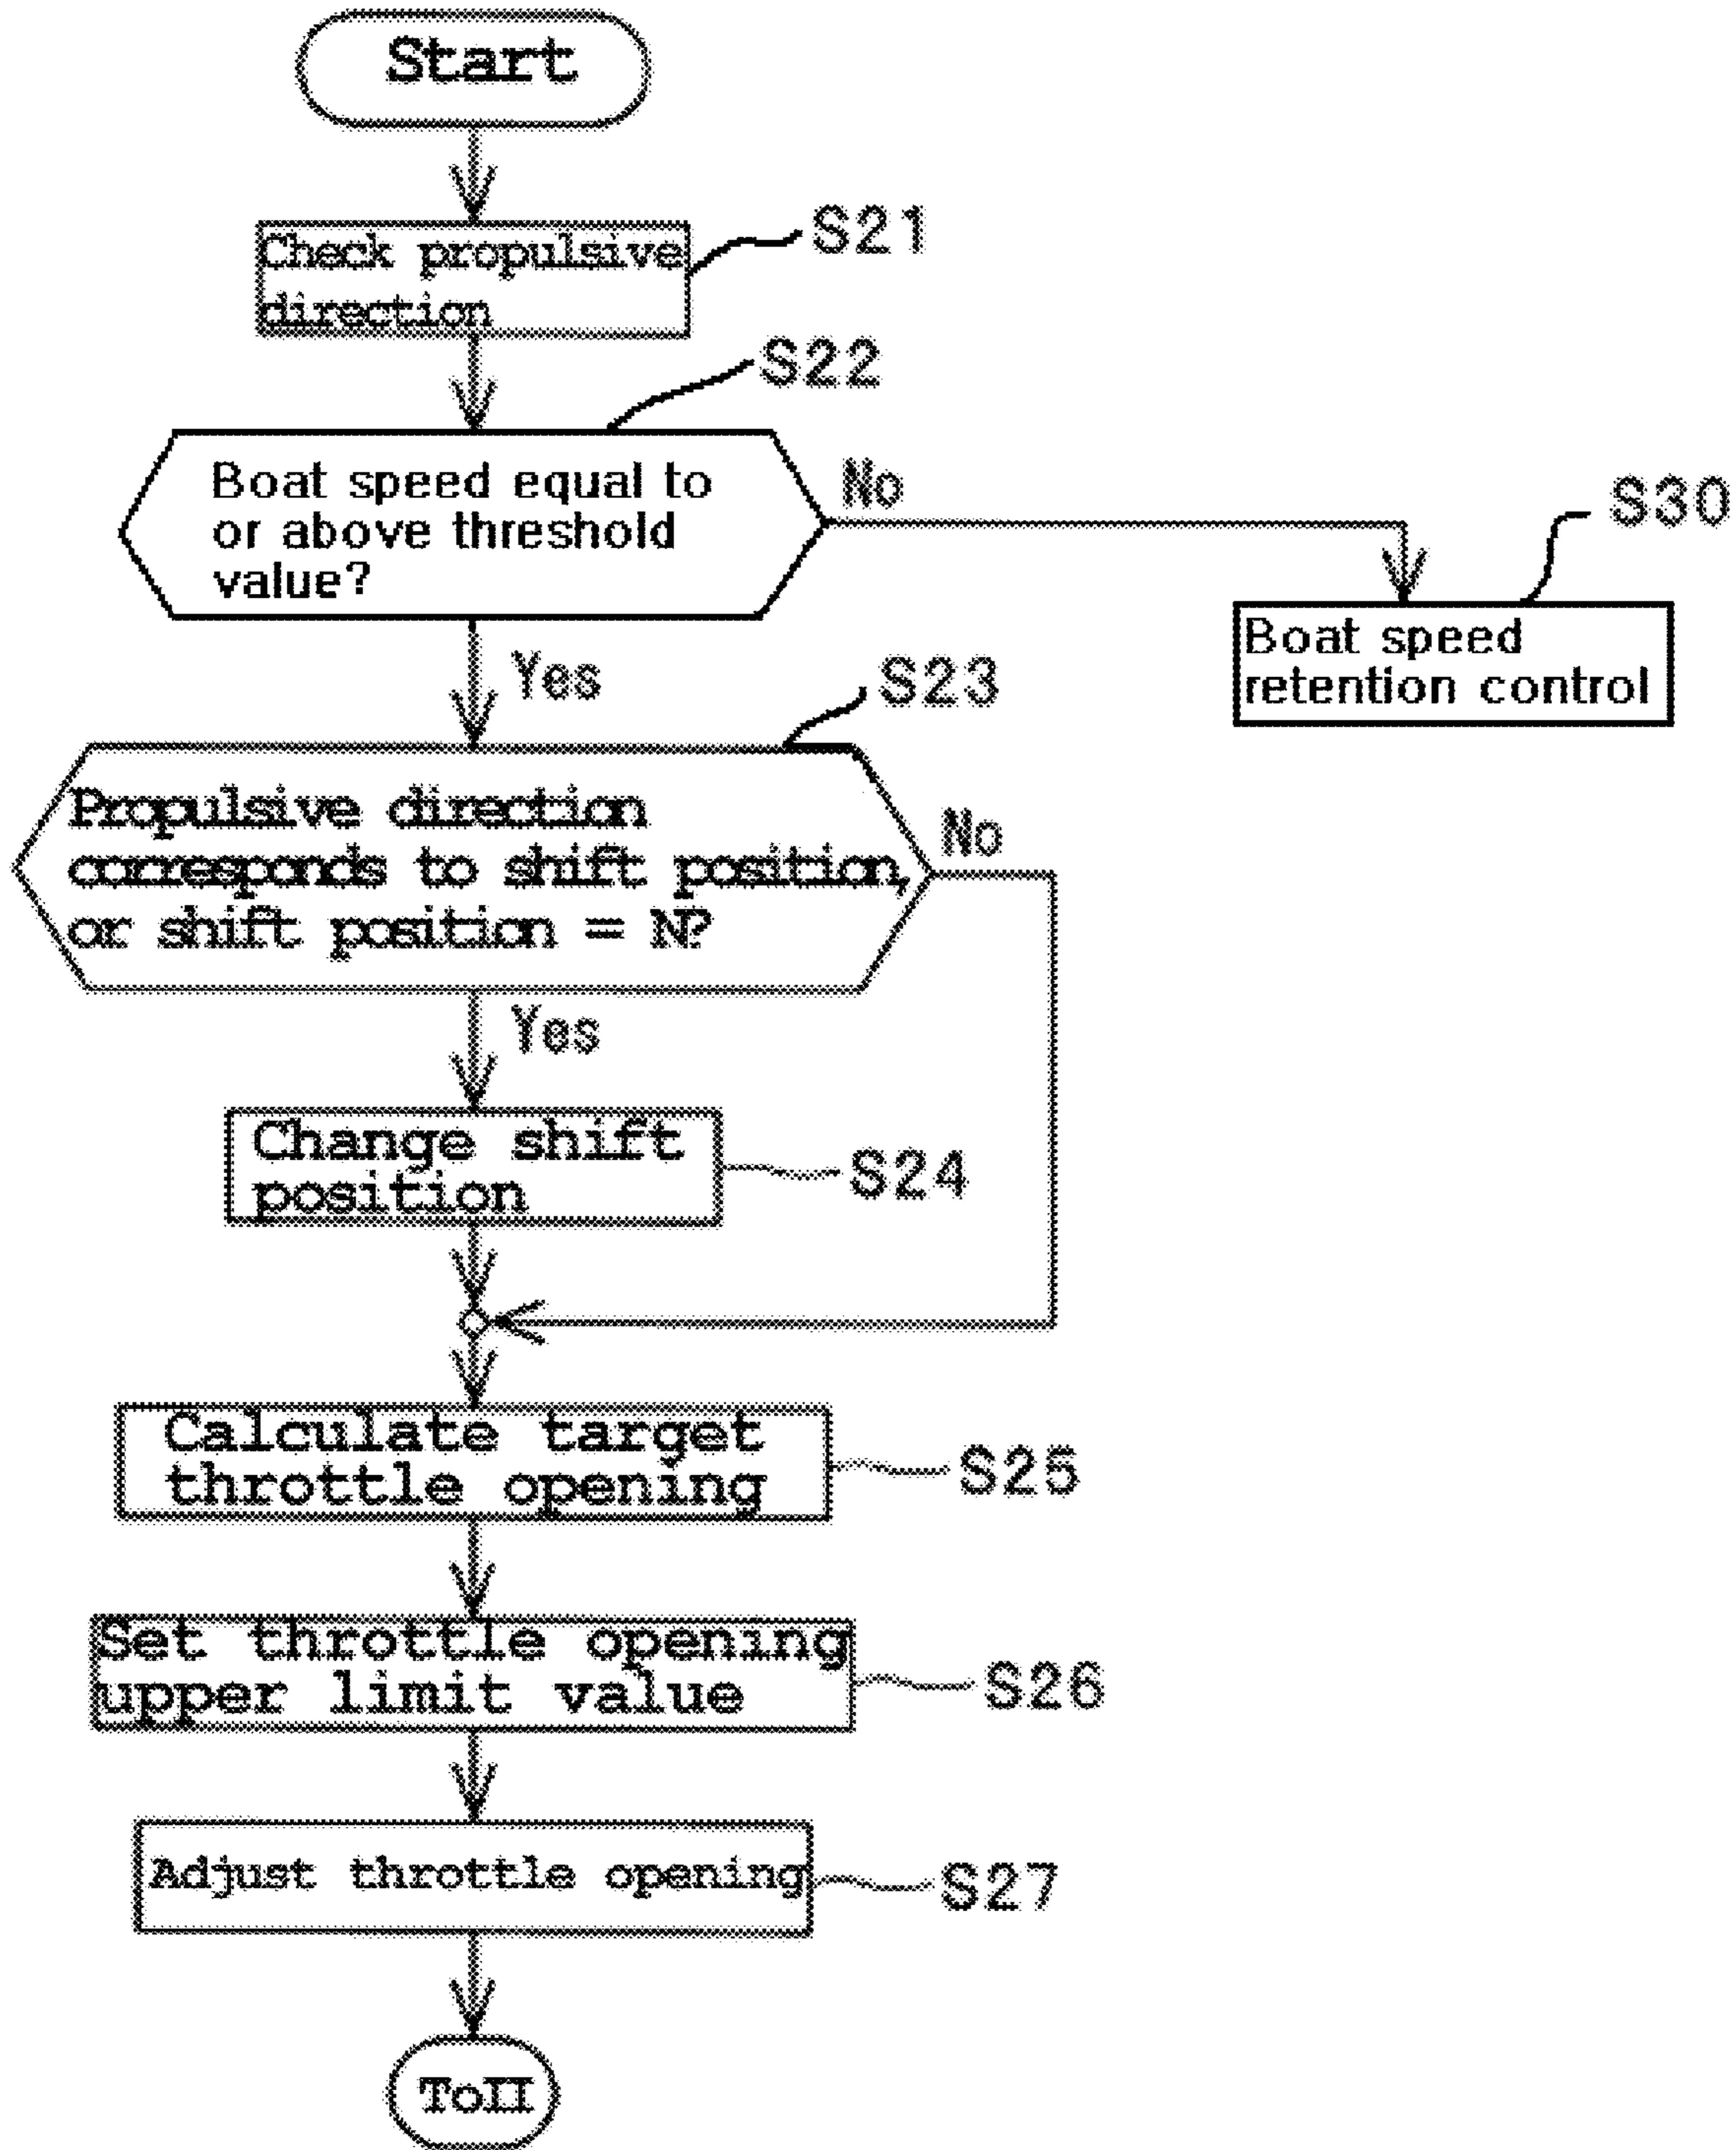 Start
Check propulsive
direction
S21
S22
Boat speed equal to
or above threshold
value?
No
S30
Boat speed
retention control
Yes
S23
Propulsive direction
corresponds to shift position,
or shift position = N?
No
Yes
Change shift
position
S24
Calculate target
throttle opening
S25
Set throttle opening
upper limit value
S26
Adjust throttle opening
S27
ToII